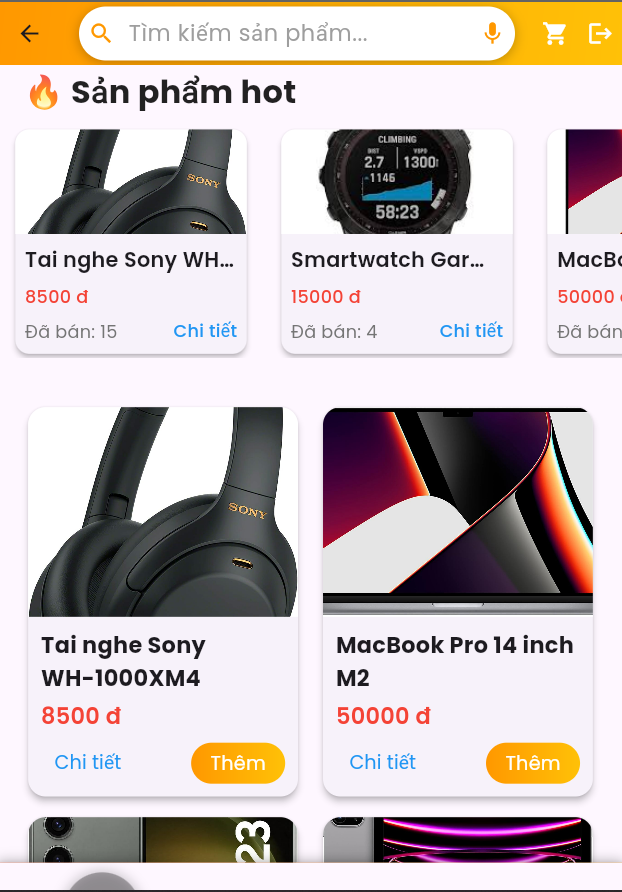 Tìm kiếm sản phẩm...
🔥 Sản phẩm hot
SONY
CLIMBING
DIST
2.7
1300
1146
58:23
Tai nghe Sony WH...
Smartwatch Gar...
MacBo
8500 đ
15000 đ
50000
Đã bán: 15
Chi tiết
Đã bán: 4
Chi tiết
Đã bán
SONY
Tai nghe Sony
WH-1000XM4
MacBook Pro 14 inch
M2
8500 đ
50000 đ
Chi tiết
Thêm
Chi tiết
Thêm
23